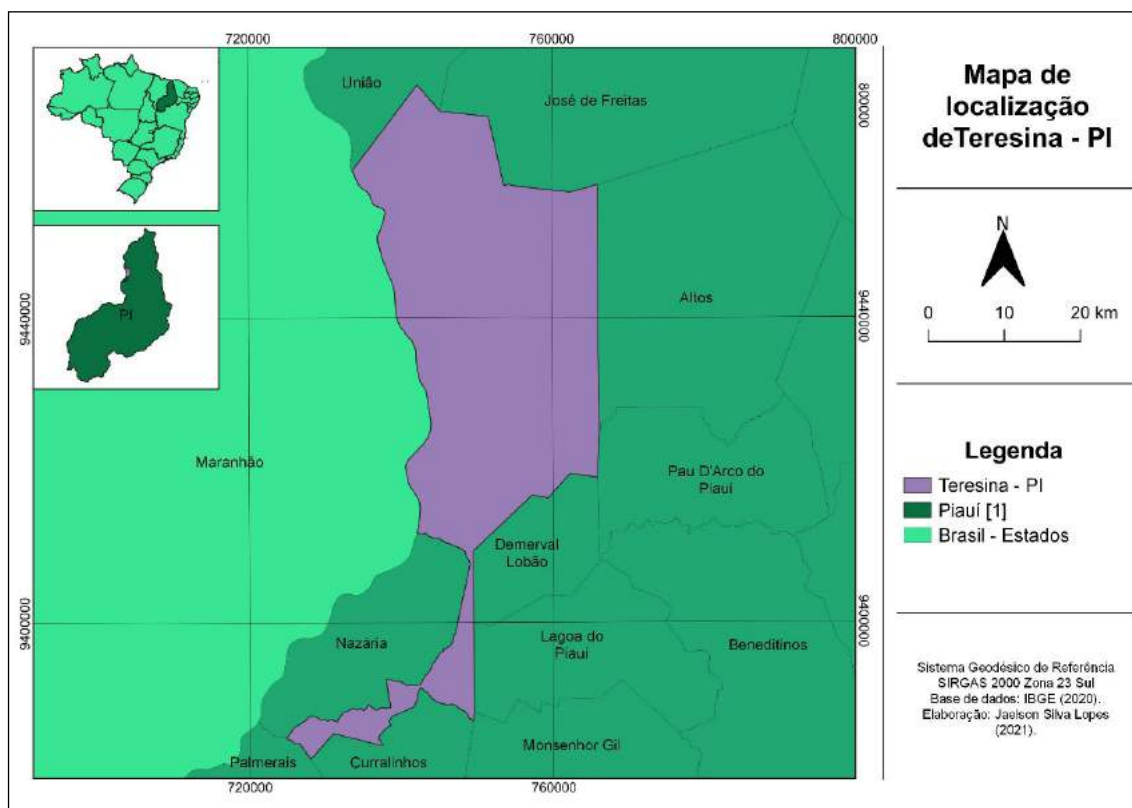 720000
760000
800000
800000
União
José de Freitas
PI
9440000
Altos
9440000
Maranhão
Pau D'Arco do
Piauí
Demerval
Lobão
9400000
Nazária
Lagoa do
Piauí
Beneditinos
9400000
Monsenhor Gil
Palmerais
Curralinhos
720000
760000
Mapa de
localização
deTeresina - PI
N
0 10 20 km
Legenda
Teresina - PI
Piauí [1]
Brasil - Estados
Sistema Geodésico de Referência
SIRGAS 2000 Zona 23 Sul
Base de dados: IBGE (2020).
Elaboração: Jaelson Silva Lopes
(2021).